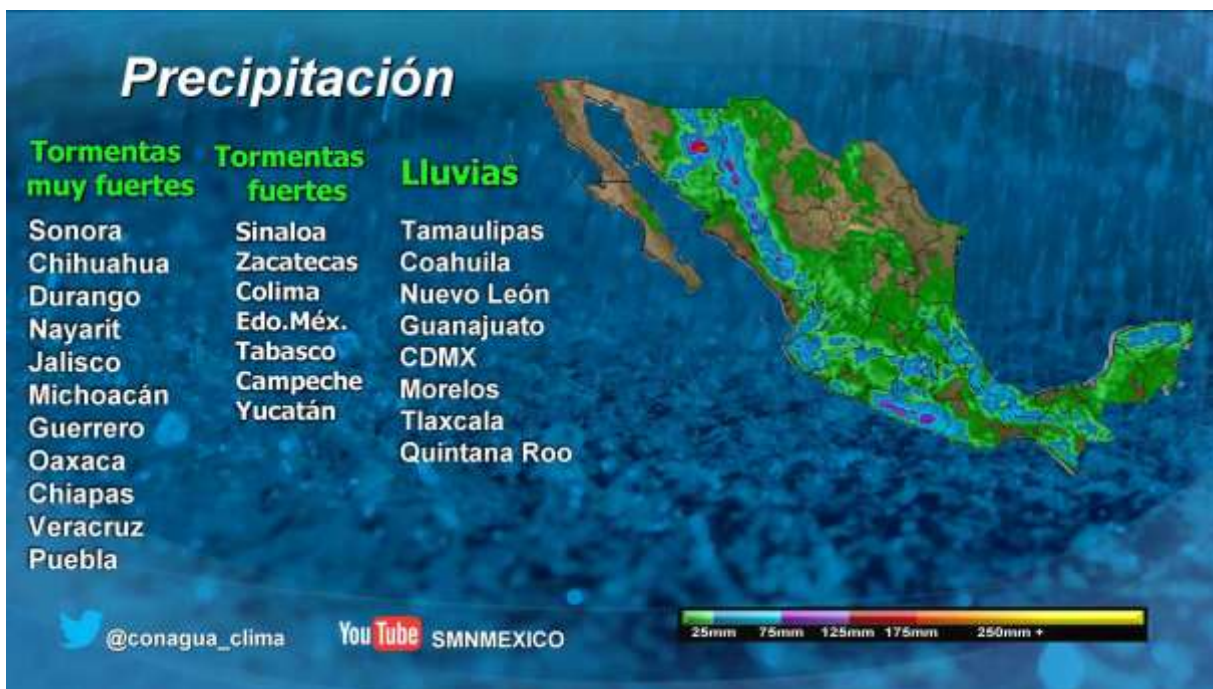 Precipitación
Tormentas
muy fuertes
Sonora
Chihuahua
Durango
Nayarit
Jalisco
Michoacán
Guerrero
Oaxaca
Chiapas
Veracruz
Puebla
Tormentas
fuertes
Sinaloa
Zacatecas
Colima
Edo.Méx.
Tabasco
Campeche
Yucatán
Lluvias
Tamaulipas
Coahuila
Nuevo León
Guanajuato
CDMX
Morelos
Tlaxcala
Quintana Roo
@conagua_clima
YouTube SMNMEXICO
25mm 75mm 125mm 175mm 250mm +